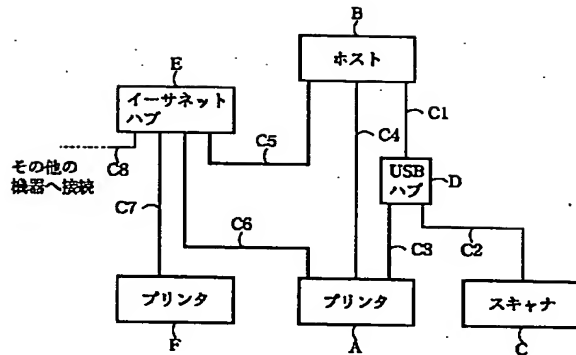 B
ホスト
E
イーサネット
ハブ
C1
C4
C5
USB
ハブ
D
その他の
機器へ接続
C8
C7
C6
C3
C2
プリンタ
プリンタ
スキャナ
F
A
C